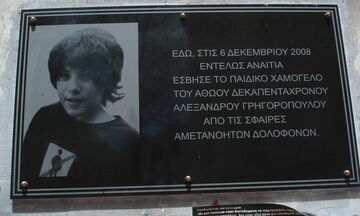 ΕΔΩ, ΣΤΙΣ 6 ΔΕΚΕΜΒΡΙΟΥ 2008
ΕΝΤΕΛΩΣ ΑΝΑΙΤΙΑ
ΕΣΒΗΣΕ ΤΟ ΠΑΙΔΙΚΟ ΧΑΜΟΓΕΛΟ
ΤΟΥ ΑΘΩΟΥ ΔΕΚΑΠΕΝΤΑΧΡΟΝΟΥ
ΑΛΕΞΑΝΔΡΟΥ ΓΡΗΓΟΡΟΠΟΥΛΟΥ
ΑΠΟ ΤΙΣ ΣΦΑΙΡΕΣ
ΑΜΕΤΑΝΟΗΤΩΝ ΔΟΛΟΦΟΝΩΝ.